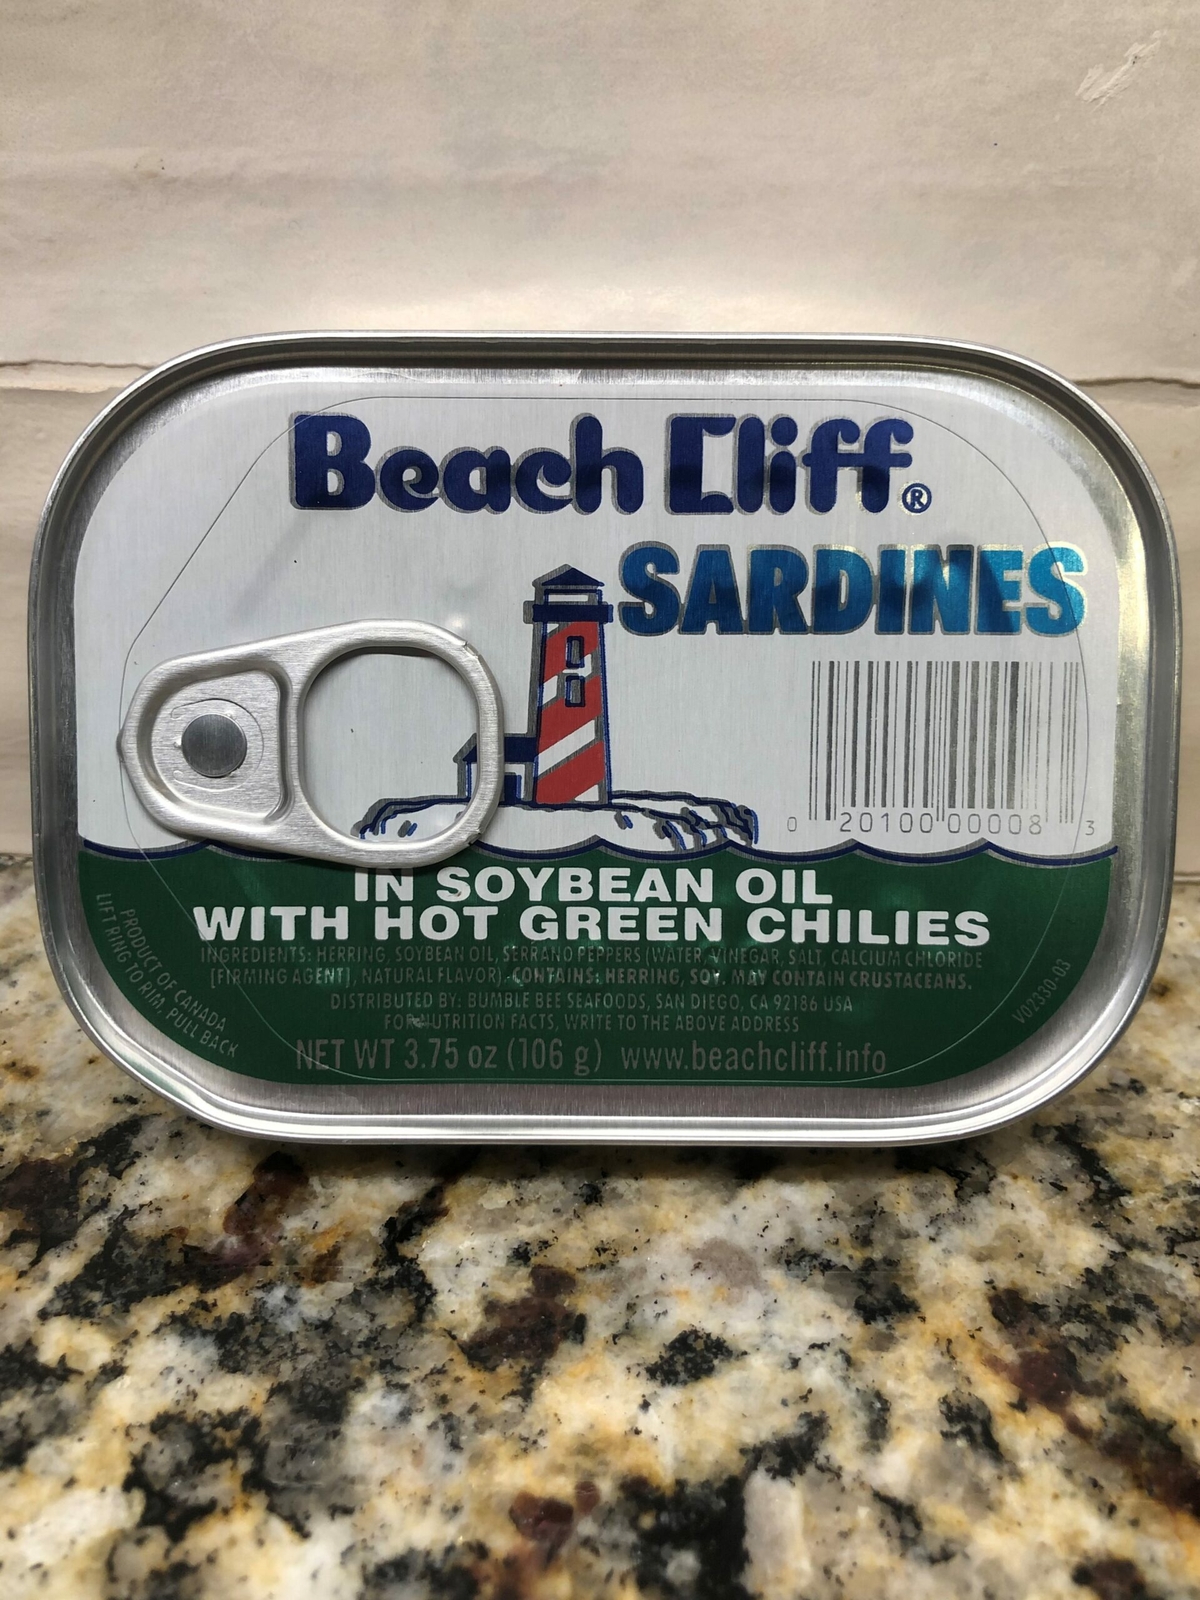 Beach Cliff®
SARDINES
0 20100 00008 3
IN SOYBEAN OIL
WITH HOT GREEN CHILIES
INGREDIENTS: HERRING, SOYBEAN OIL, SERRANO PEPPERS (WATER, VINEGAR, SALT, CALCIUM CHLORIDE
[FIRMING AGENT], NATURAL FLAVOR). CONTAINS: HERRING, SOY. MAY CONTAIN CRUSTACEANS.
DISTRIBUTED BY: BUMBLE BEE SEAFOODS, SAN DIEGO, CA 92186 USA
FOR NUTRITION FACTS, WRITE TO THE ABOVE ADDRESS
NET WT 3.75 oz (106 g) www.beachcliff.info
PRODUCT OF CANADA
LIFT RING TO RIM, PULL BACK
V02330-03